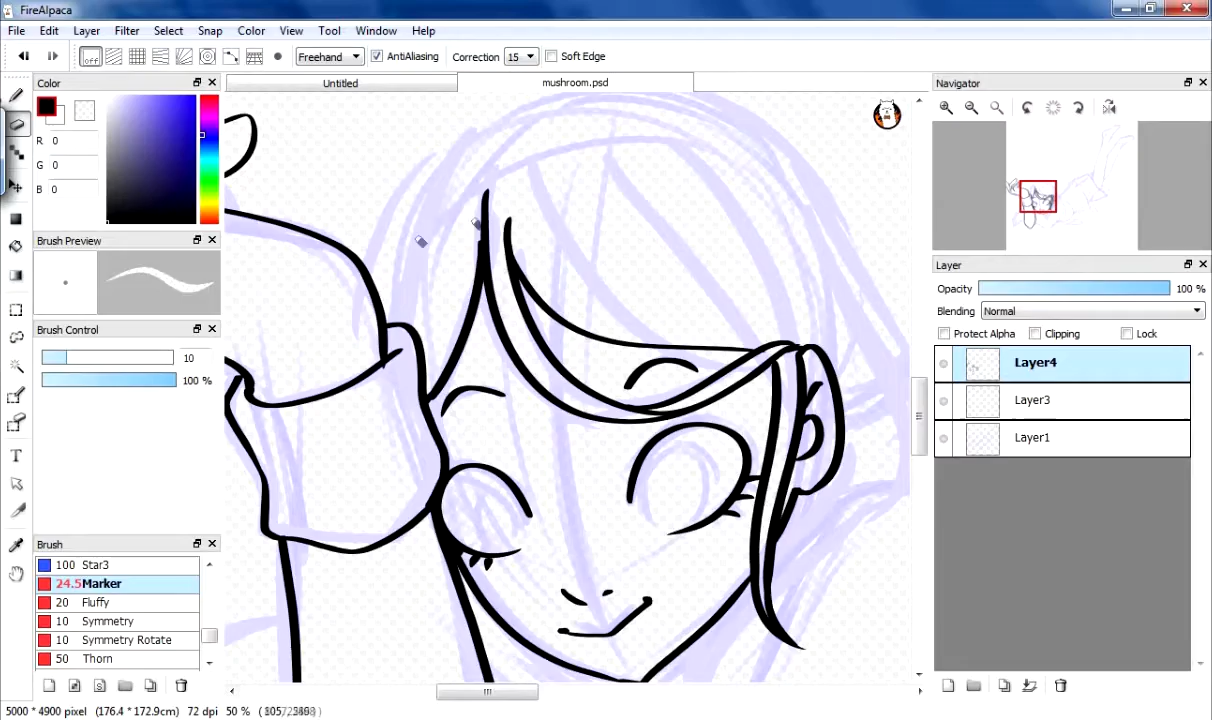 FireAlpaca
File Edit View Layer Filter Select Snap Color View Tool Window Help
off Freehand AntiAliasing Correction 15 Soft Edge
Color
Untitled
mushroom.psd
Navigator
R 0
G 0
B 0
Brush Preview
Brush Control
10
100 %
Layer
Opacity 100 %
Blending Normal
Protect Alpha Clipping Lock
Layer4
Layer3
Layer1
Brush
100 Star3
24.5 Marker
20 Fluffy
10 Symmetry
10 Symmetry Rotate
50 Thorn
5000 * 4900 pixel (176.4 * 172.9cm) 72 dpi 50 %